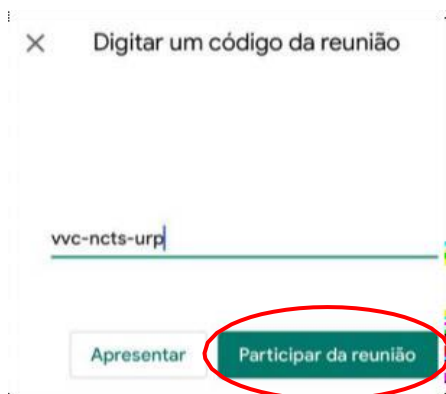 Digitar um código da reunião
vvc-ncts-urp
Apresentar
Participar da reunião